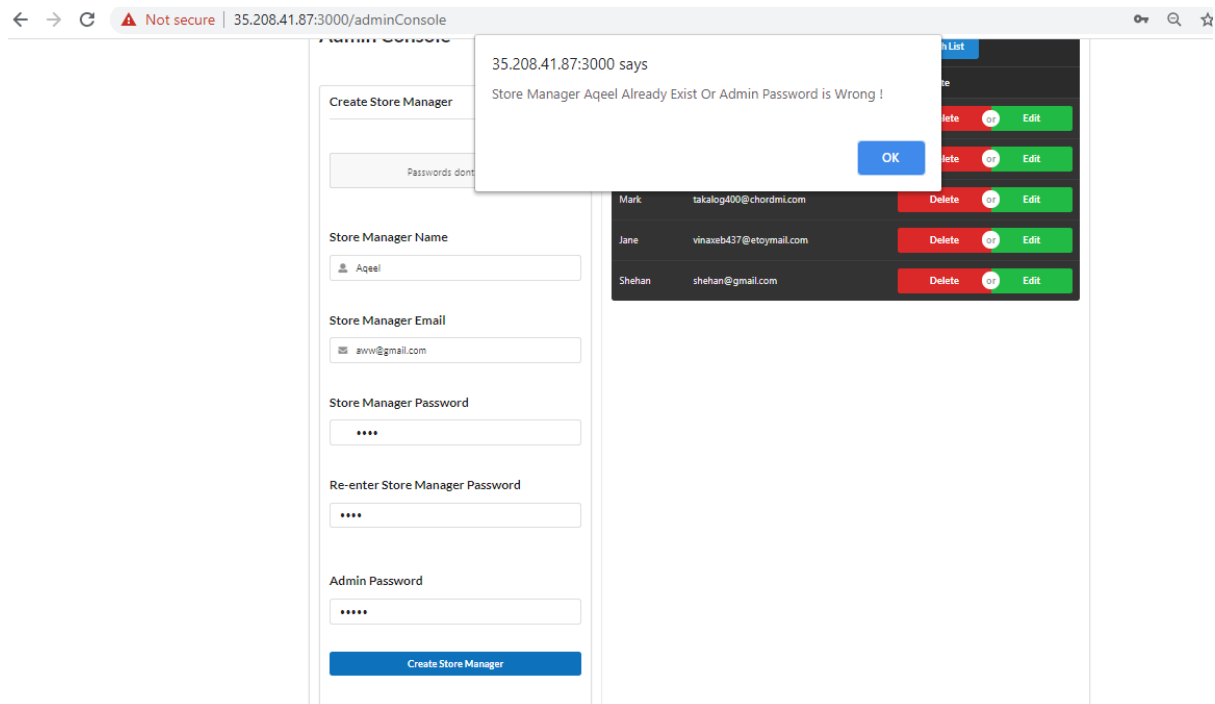 Not secure | 35.208.41.87:3000/adminConsole
Admin Console
35.208.41.87:3000 says
Store Manager Aqeel Already Exist Or Admin Password is Wrong !
OK
Create Store Manager
Passwords dont
Store Manager Name
Aqeel
Store Manager Email
aww@gmail.com
Store Manager Password
••••
Re-enter Store Manager Password
••••
Admin Password
•••••
Create Store Manager
List
or Edit
or Edit
Mark takalog400@chordmi.com Delete or Edit
Jane vinaxeb437@etoymail.com Delete or Edit
Shehan shehan@gmail.com Delete or Edit